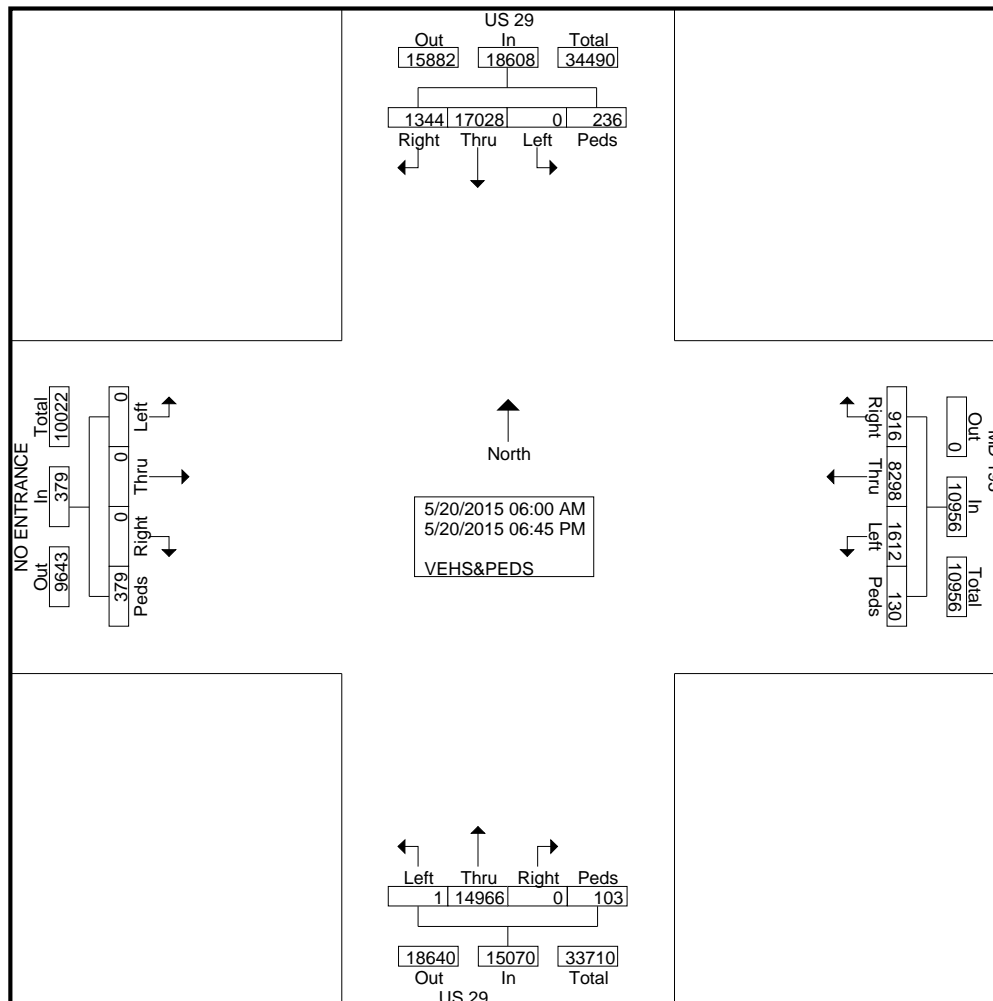 US 29
Out In Total
15882 18608 34490
1344 17028 0 236
Right Thru Left Peds
NO ENTRANCE
Total In Out
10022 379 9643
0 0 0 379
Left Thru Right Peds
North
5/20/2015 06:00 AM
5/20/2015 06:45 PM
VEHS&PEDS
Out In Total
0 10956 10956
916 8298 1612 130
Right Thru Left Peds
Left Thru Right Peds
1 14966 0 103
18640 15070 33710
Out In Total
US 29